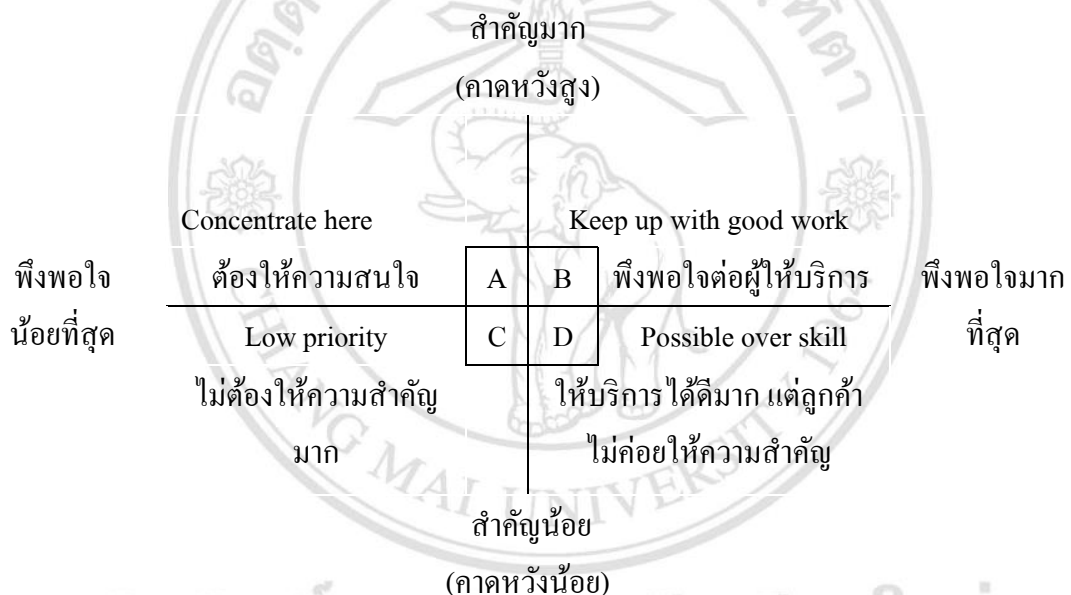 สำคัญมาก
(คาดหวังสูง)
Concentrate here
Keep up with good work
พึงพอใจ
น้อยที่สุด
ต้องให้ความสนใจ
A
B
พึงพอใจต่อผู้ให้บริการ
พึงพอใจมาก
ที่สุด
Low priority
C
D
Possible over skill
ไม่ต้องให้ความสำคัญ
มาก
ให้บริการได้ดีมาก แต่ลูกค้า
ไม่ค่อยให้ความสำคัญ
สำคัญน้อย
(คาดหวังน้อย)
CHIANG MAI UNIVERSITY 1964